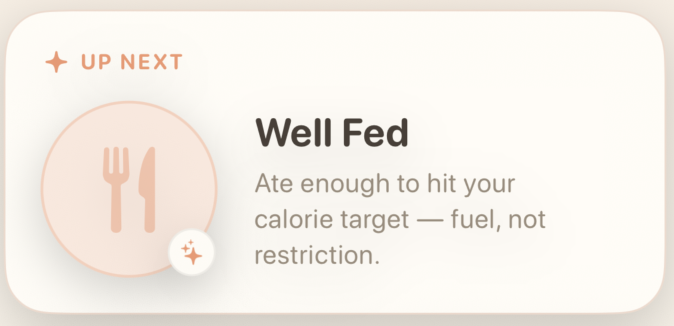 UP NEXT
Well Fed
Ate enough to hit your
calorie target — fuel, not
restriction.